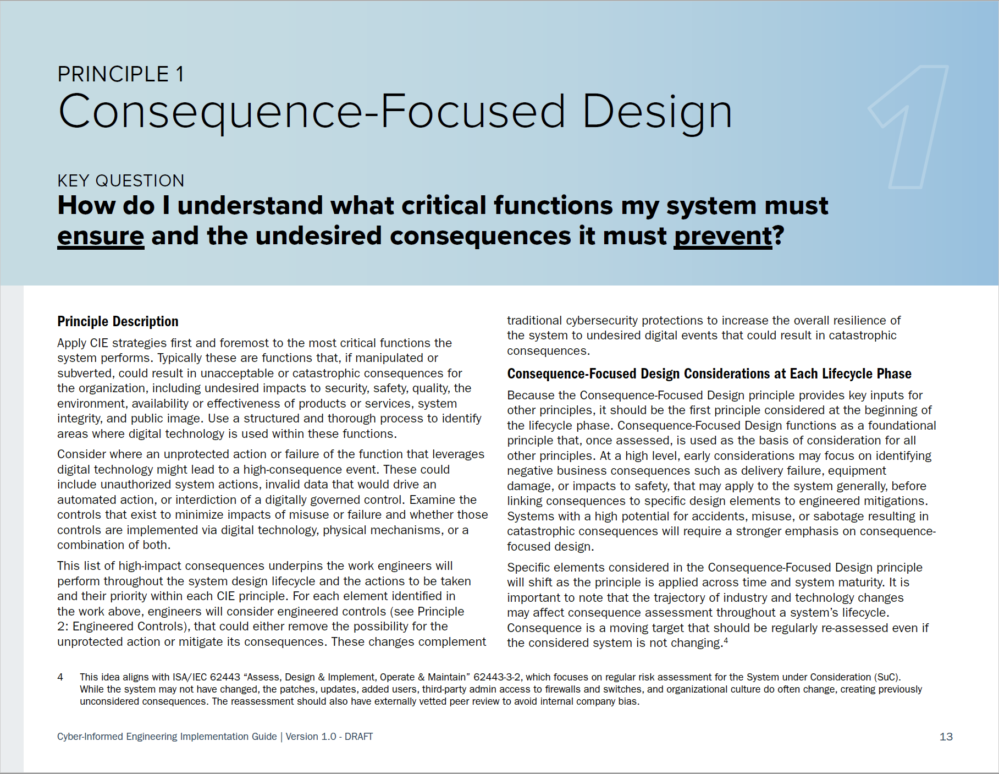 PRINCIPLE 1
Consequence-Focused Design
1
KEY QUESTION
How do I understand what critical functions my system must
ensure and the undesired consequences it must prevent?
Principle Description
Apply CIE strategies first and foremost to the most critical functions the
system performs. Typically these are functions that, if manipulated or
subverted, could result in unacceptable or catastrophic consequences for
the organization, including undesired impacts to security, safety, quality, the
environment, availability or effectiveness of products or services, system
integrity, and public image. Use a structured and thorough process to identify
areas where digital technology is used within these functions.
Consider where an unprotected action or failure of the function that leverages
digital technology might lead to a high-consequence event. These could
include unauthorized system actions, invalid data that would drive an
automated action, or interdiction of a digitally governed control. Examine the
controls that exist to minimize impacts of misuse or failure and whether those
controls are implemented via digital technology, physical mechanisms, or a
combination of both.
This list of high-impact consequences underpins the work engineers will
perform throughout the system design lifecycle and the actions to be taken
and their priority within each CIE principle. For each element identified in
the work above, engineers will consider engineered controls (see Principle
2: Engineered Controls), that could either remove the possibility for the
unprotected action or mitigate its consequences. These changes complement
traditional cybersecurity protections to increase the overall resilience of
the system to undesired digital events that could result in catastrophic
consequences.
Consequence-Focused Design Considerations at Each Lifecycle Phase
Because the Consequence-Focused Design principle provides key inputs for
other principles, it should be the first principle considered at the beginning of
the lifecycle phase. Consequence-Focused Design functions as a foundational
principle that, once assessed, is used as the basis of consideration for all
other principles. At a high level, early considerations may focus on identifying
negative business consequences such as delivery failure, equipment
damage, or impacts to safety, that may apply to the system generally, before
linking consequences to specific design elements to engineered mitigations.
Systems with a high potential for accidents, misuse, or sabotage resulting in
catastrophic consequences will require a stronger emphasis on consequence-
focused design.
Specific elements considered in the Consequence-Focused Design principle
will shift as the principle is applied across time and system maturity. It is
important to note that the trajectory of industry and technology changes
may affect consequence assessment throughout a system's lifecycle.
Consequence is a moving target that should be regularly re-assessed even if
the considered system is not changing.4
4 This idea aligns with ISA/IEC 62443 “Assess, Design & Implement, Operate & Maintain” 62443-3-2, which focuses on regular risk assessment for the System under Consideration (SuC).
While the system may not have changed, the patches, updates, added users, third-party admin access to firewalls and switches, and organizational culture do often change, creating previously
unconsidered consequences. The reassessment should also have externally vetted peer review to avoid internal company bias.
Cyber-Informed Engineering Implementation Guide | Version 1.0 - DRAFT
13